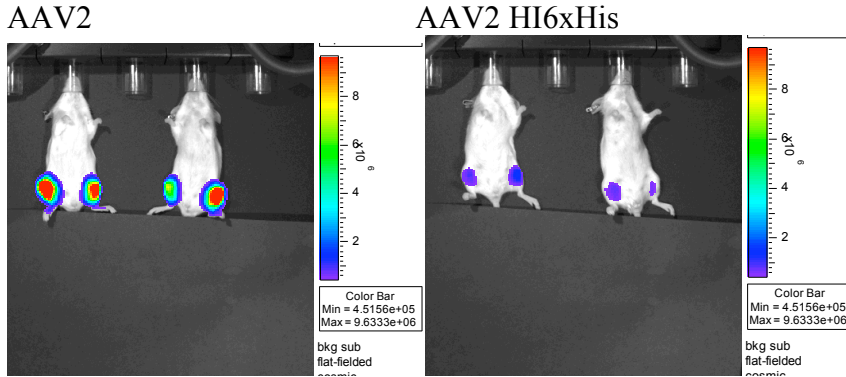 AAV2
AAV2 HI6xHis
8
6
4
2
x10
6
Color Bar
Min = 4.5156e+05
Max = 9.6333e+06
bkg sub
flat-fielded
cosmic
8
6
4
2
x10
6
Color Bar
Min = 4.5156e+05
Max = 9.6333e+06
bkg sub
flat-fielded
cosmic